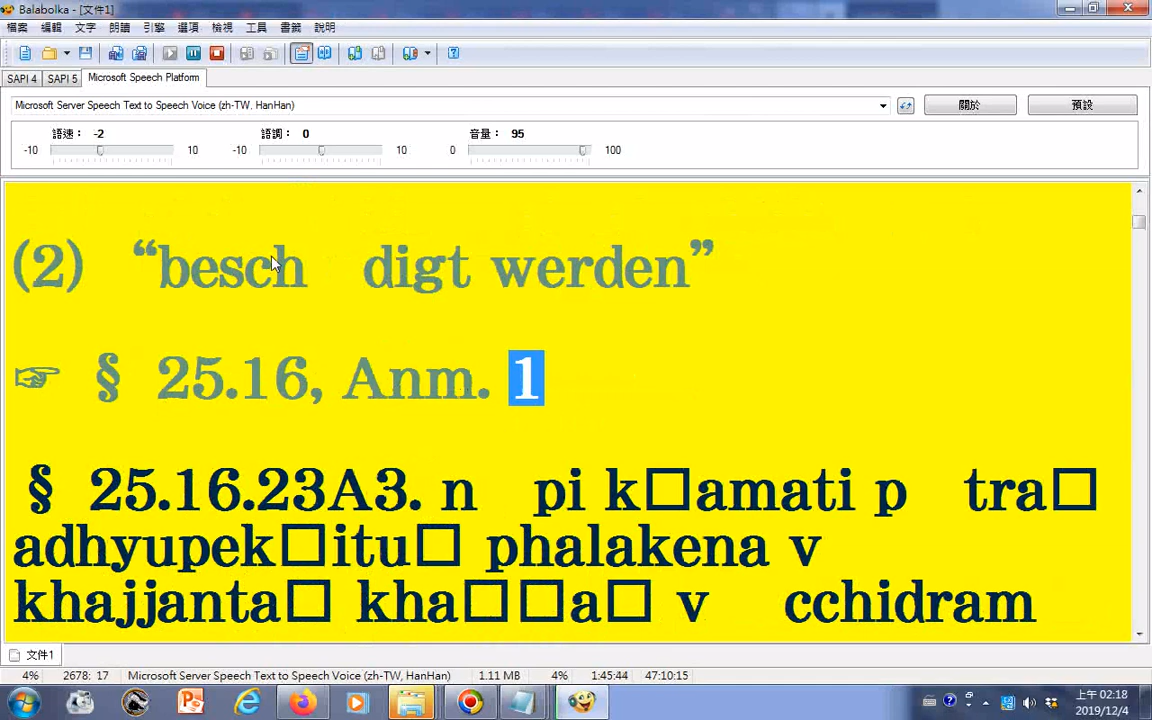 Balabolka - [文件1]
檔案 編輯 文字 朗讀 引擎 選項 檢視 工具 書籤 說明
SAPI 4 SAPI 5 Microsoft Speech Platform
Microsoft Server Speech Text to Speech Voice (zh-TW, HanHan) 關於 預設
語速： -2 語調： 0 音量： 95
-10 10 -10 10 0 100
(2) “besch digt werden”
☞ § 25.16, Anm. 1
§ 25.16.23A3. n pi k□amati p tra□
adhyupek□itu□ phalakena v
khajjanta□ kha□□a□ v cchidram
文件1
4% 2678: 17 Microsoft Server Speech Text to Speech Voice (zh-TW, HanHan) 1.11 MB 4% 1:45:44 47:10:15
上午 02:18
2019/12/4